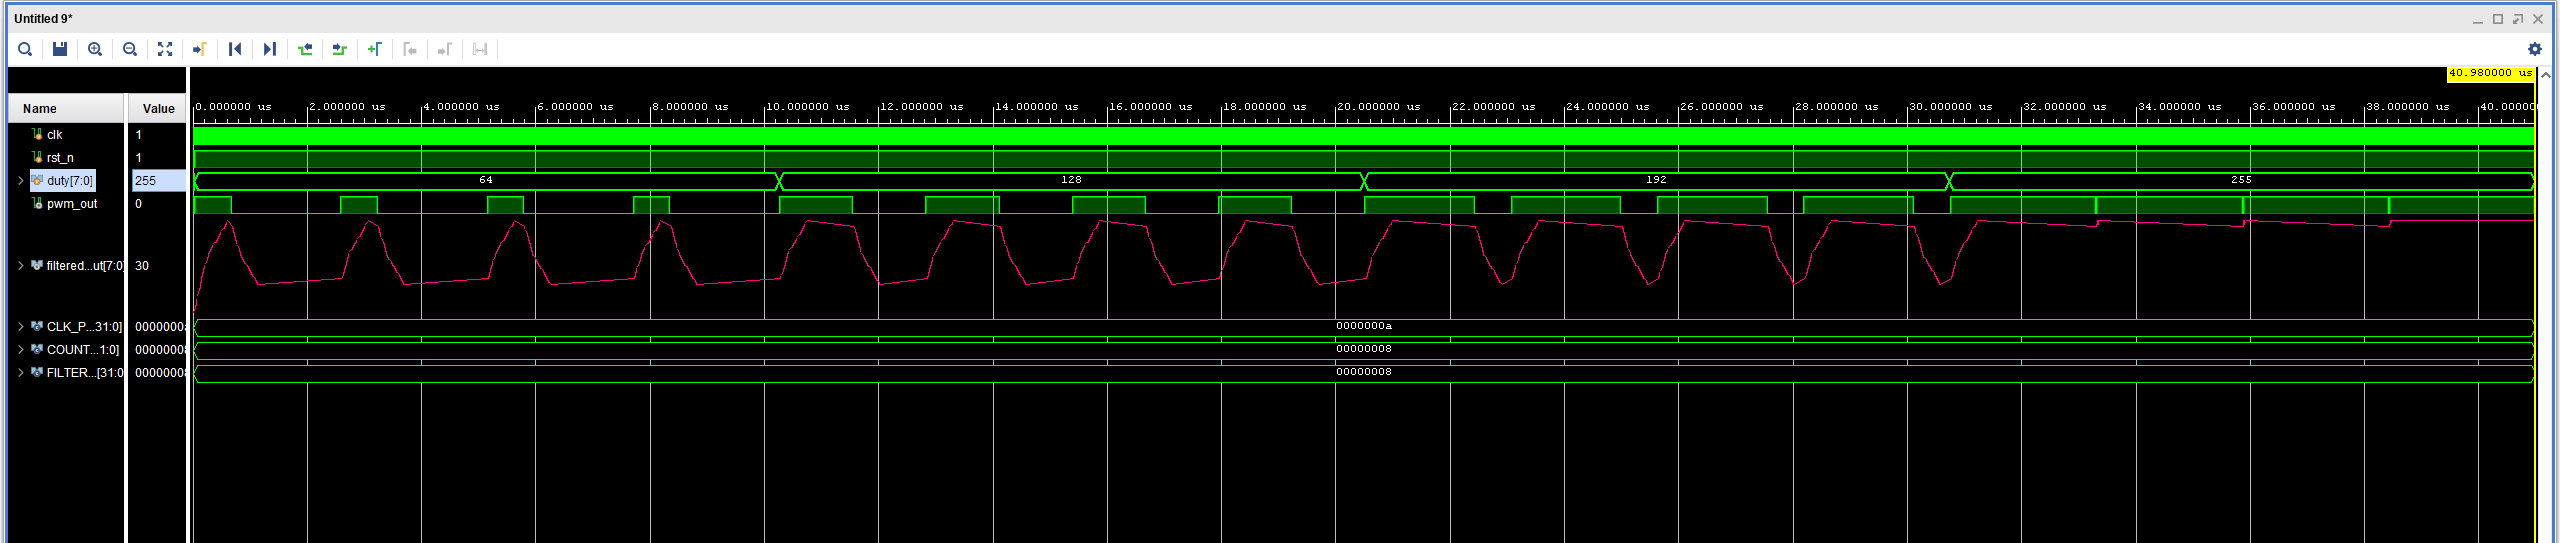 Untitled 9*
40.980000 us
Name Value
0.000000 us 2.000000 us 4.000000 us 6.000000 us 8.000000 us 10.000000 us 12.000000 us 14.000000 us 16.000000 us 18.000000 us 20.000000 us 22.000000 us 24.000000 us 26.000000 us 28.000000 us 30.000000 us 32.000000 us 34.000000 us 36.000000 us 38.000000 us 40.00000
clk 1
rst_n 1
duty[7:0] 255 64 128 192 255
pwm_out 0
filtered...ut[7:0] 30
CLK_P...31:0] 0000000a 0000000a
COUNT...1:0] 00000008 00000008
FILTER...[31:0 00000008 00000008